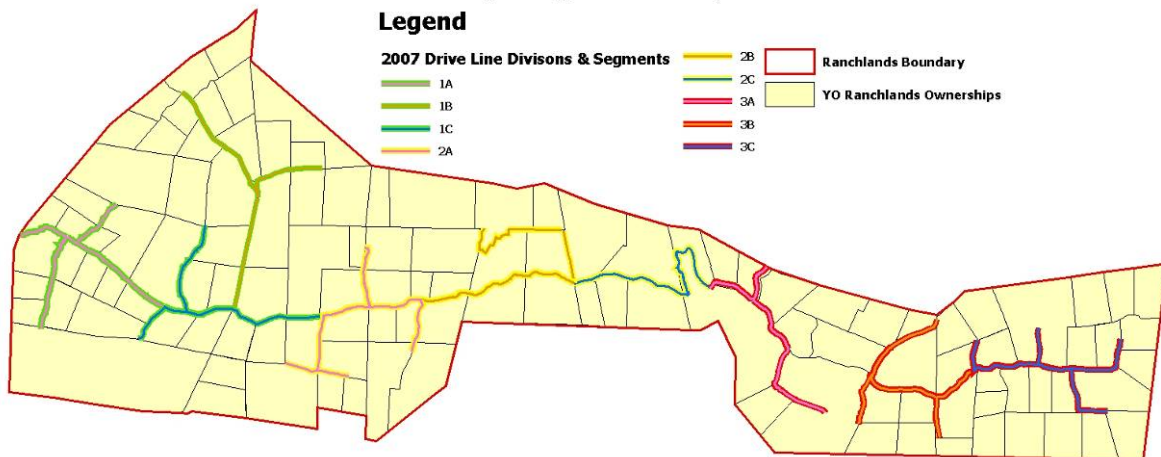 Legend
2007 Drive Line Divisons & Segments
1A
1B
1C
2A
2B
2C
3A
3B
3C
Ranchlands Boundary
YO Ranchlands Ownerships